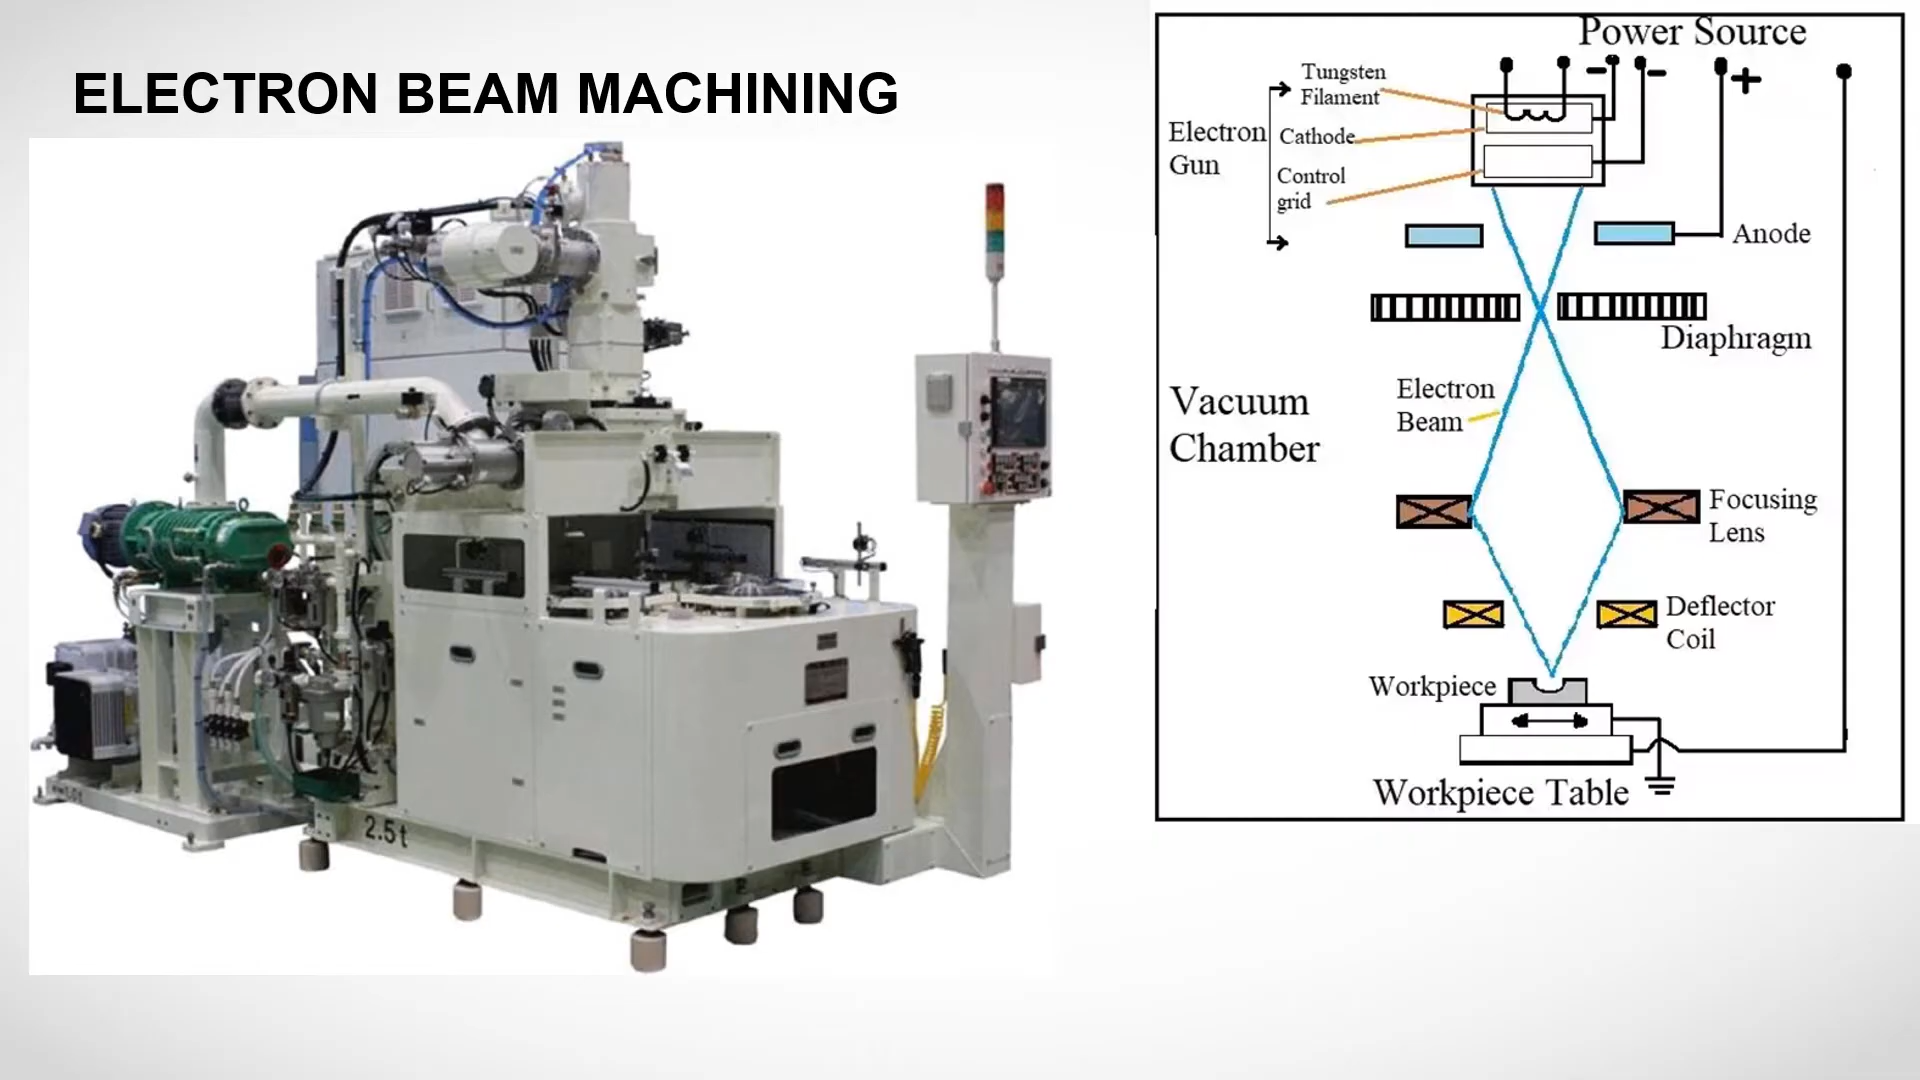 ELECTRON BEAM MACHINING
2.5t
Power Source
Tungsten
Filament
Electron
Gun
Cathode
Control
grid
Anode
Diaphragm
Electron
Beam
Vacuum
Chamber
Focusing
Lens
Deflector
Coil
Workpiece
Workpiece Table